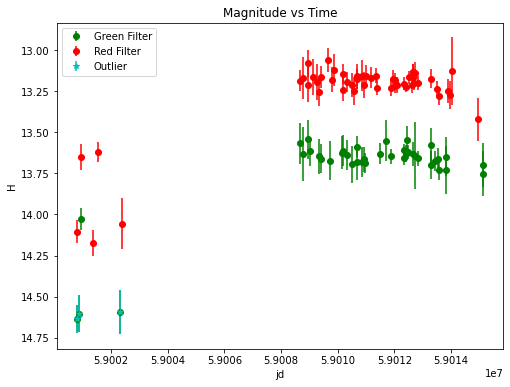 Magnitude vs Time
Green Filter
Red Filter
Outlier
H
13.00
13.25
13.50
13.75
14.00
14.25
14.50
14.75
5.9002 5.9004 5.9006 5.9008 5.9010 5.9012 5.9014
1e7
jd